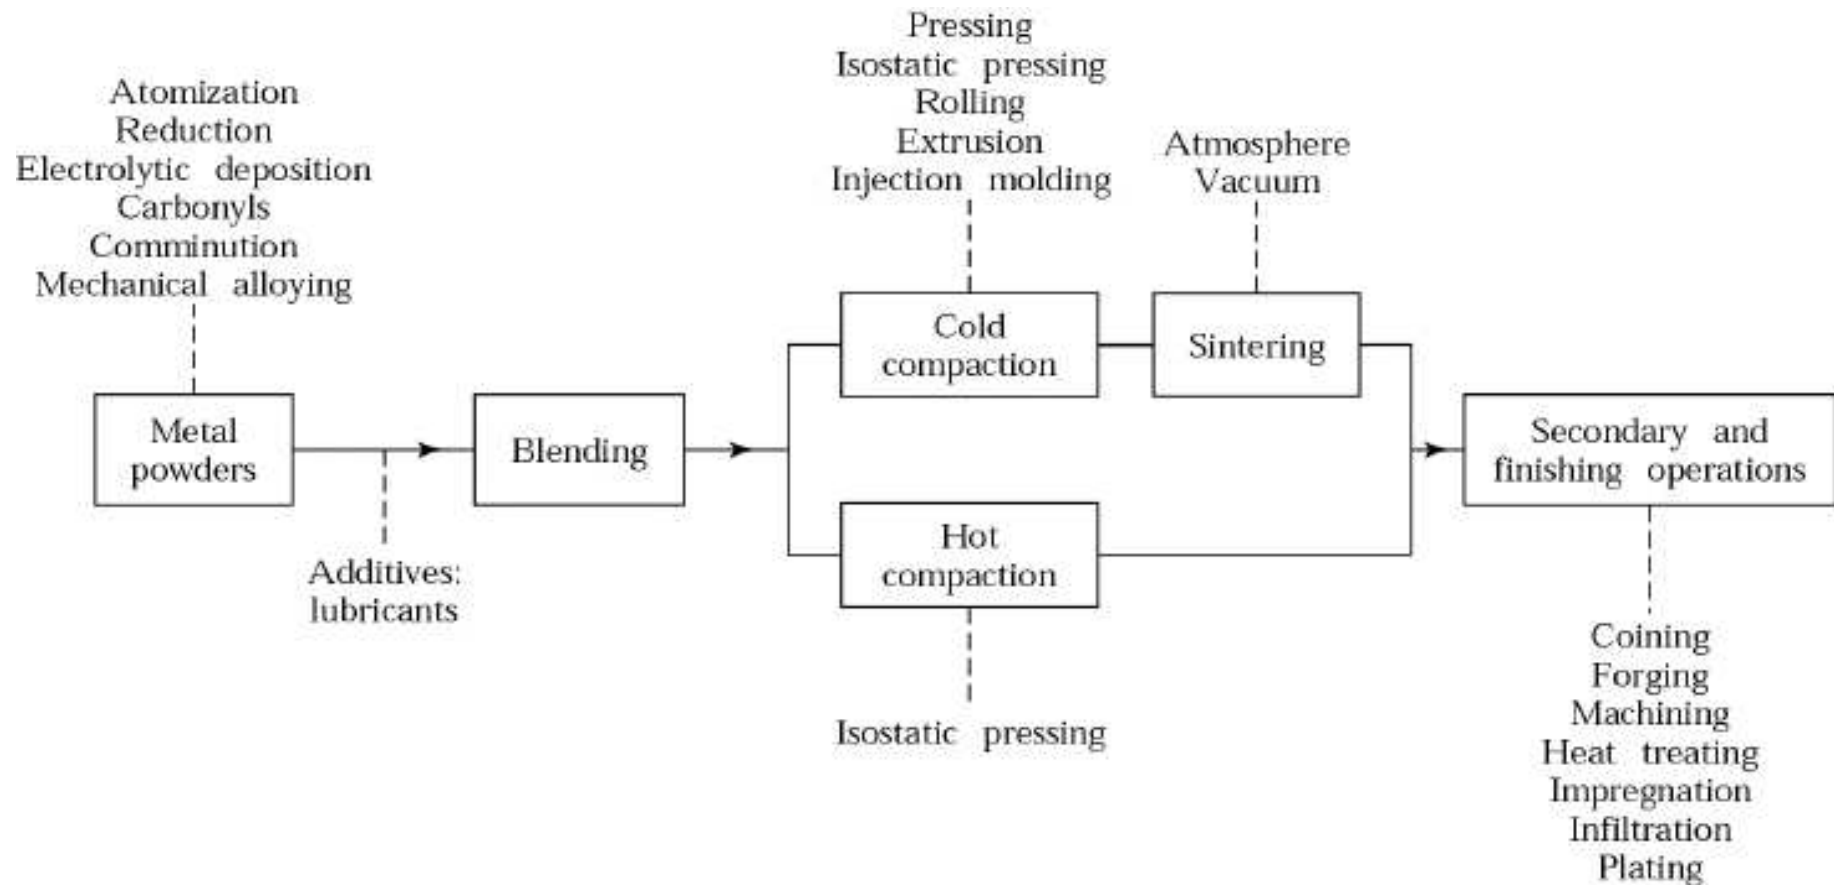 Atomization
Reduction
Electrolytic deposition
Carbonyls
Comminution
Mechanical alloying
Metal
powders
Additives:
lubricants
Blending
Pressing
Isostatic pressing
Rolling
Extrusion
Injection molding
Cold
compaction
Atmosphere
Vacuum
Sintering
Hot
compaction
Isostatic pressing
Secondary and
finishing operations
Coining
Forging
Machining
Heat treating
Impregnation
Infiltration
Plating